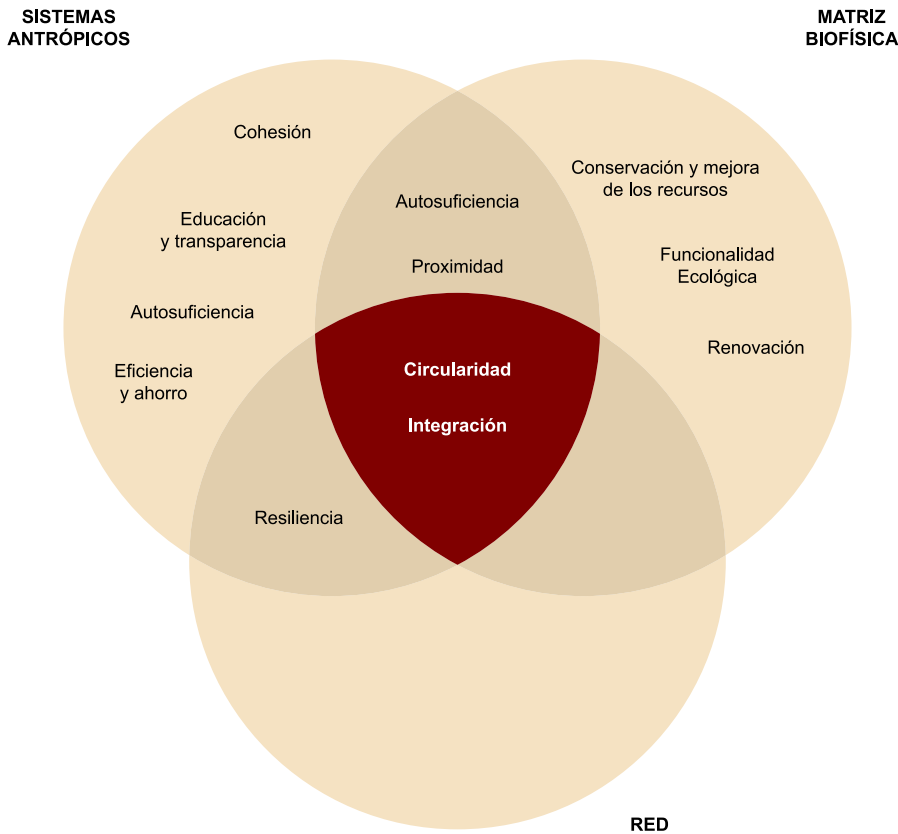 SISTEMAS
ANTRÓPICOS
MATRIZ
BIOFÍSICA
Cohesión
Educación
y transparencia
Autosuficiencia
Eficiencia
y ahorro
Autosuficiencia
Proximidad
Conservación y mejora
de los recursos
Funcionalidad
Ecológica
Renovación
Circularidad
Integración
Resiliencia
RED